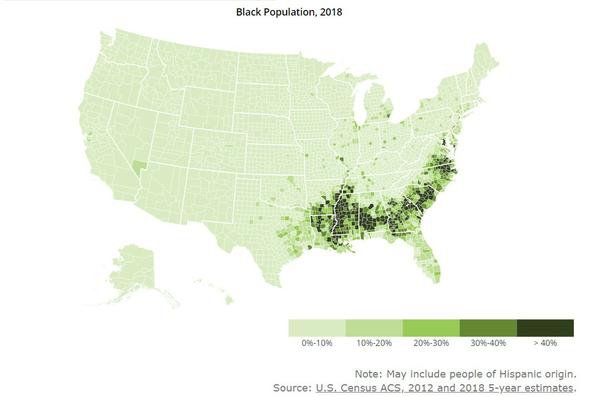 Black Population, 2018
0%-10% 10%-20% 20%-30% 30%-40% > 40%
Note: May include people of Hispanic origin.
Source: U.S. Census ACS, 2012 and 2018 5-year estimates.